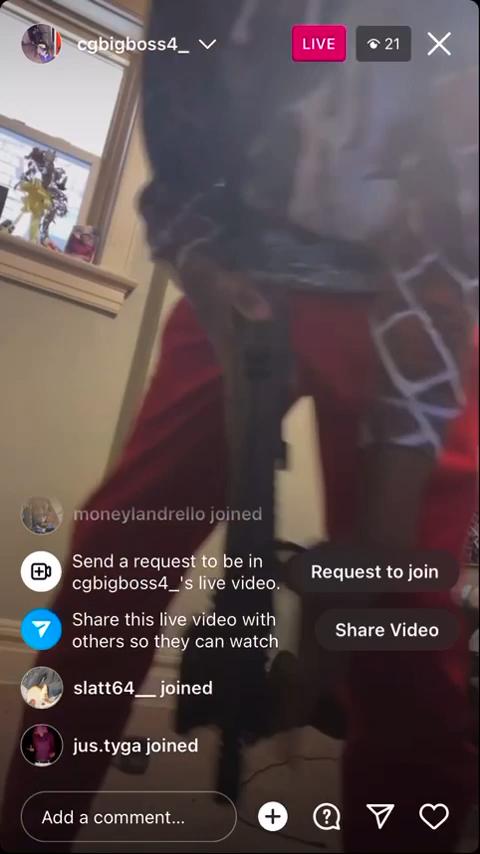 cgbigboss4_
LIVE
21
moneylandrello joined
Send a request to be in
cgbigboss4_'s live video.
Request to join
Share this live video with
others so they can watch
Share Video
slatt64__ joined
jus.tyga joined
Add a comment...